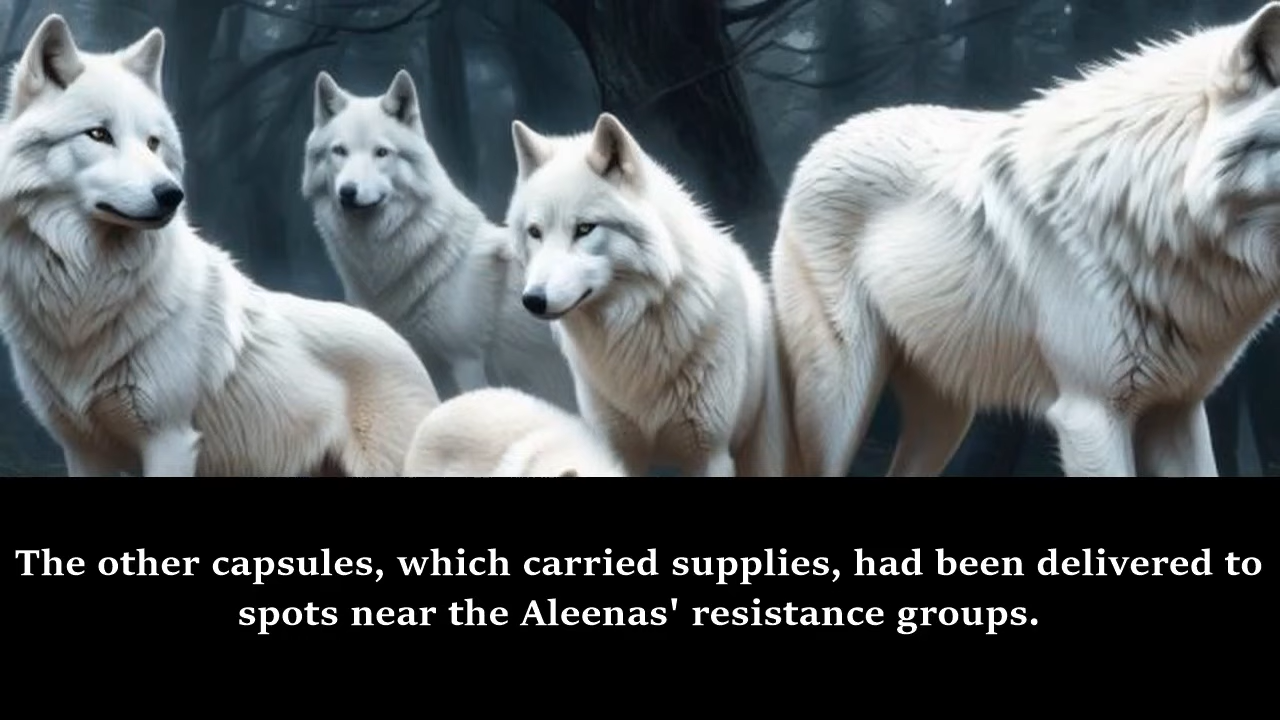 The other capsules, which carried supplies, had been delivered to
spots near the Aleenas' resistance groups.